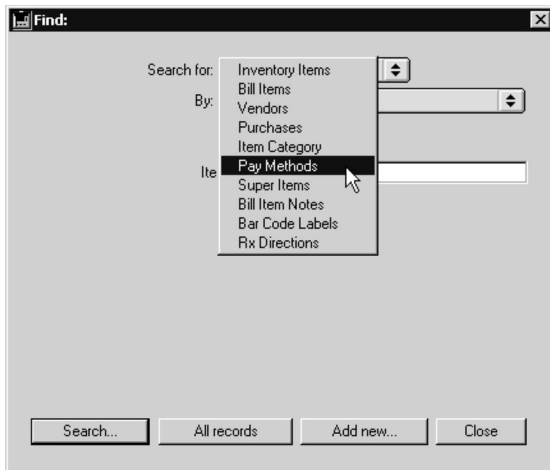 Find:
Search for:
Inventory Items
Bill Items
By:
Vendors
Purchases
Item Category
Ite
Pay Methods
Super Items
Bill Item Notes
Bar Code Labels
Rx Directions
Search...
All records
Add new...
Close